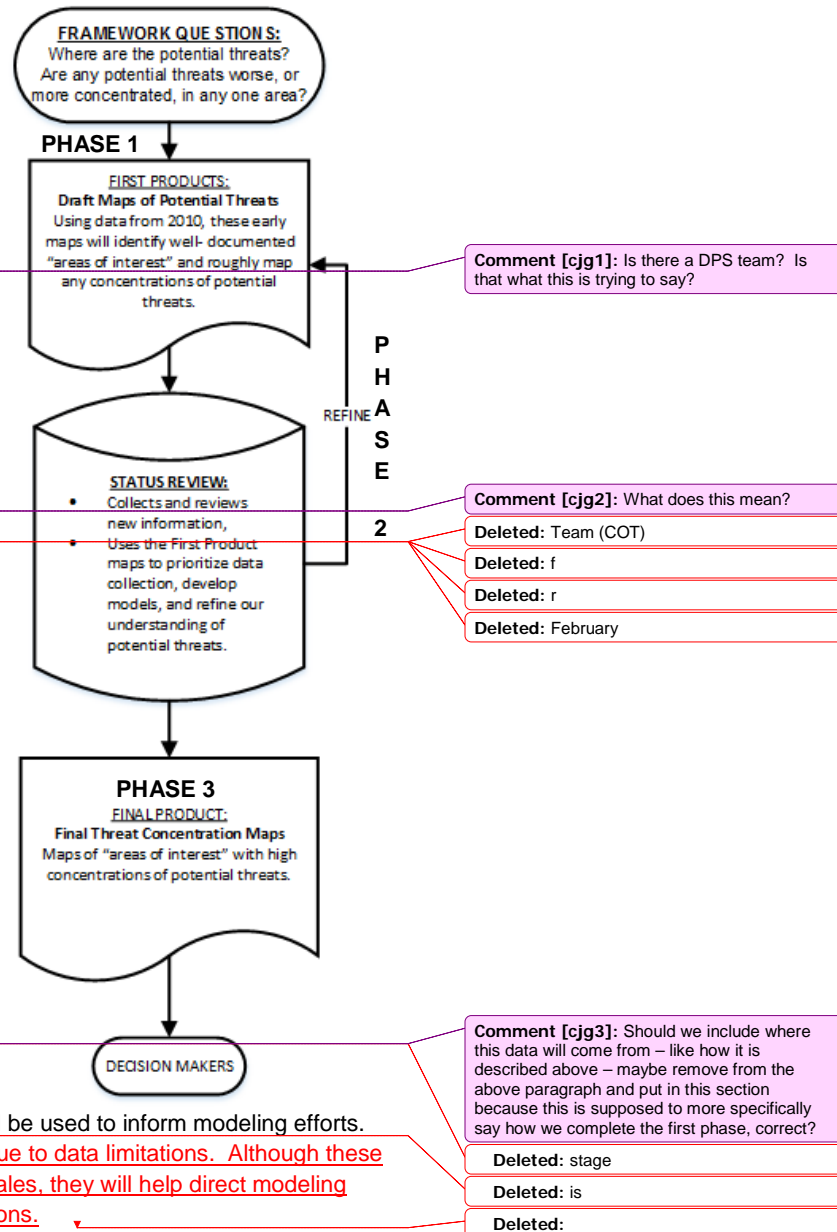 FRAMEWORK QUESTIONS:
Where are the potential threats?
Are any potential threats worse, or
more concentrated, in any one area?
PHASE 1
FIRST PRODUCTS:
Draft Maps of Potential Threats
Using data from 2010, these early
maps will identify well- documented
“areas of interest” and roughly map
any concentrations of potential
threats.
Comment [cjg1]: Is there a DPS team? Is
that what this is trying to say?
REFINE
P
H
A
S
E
2
STATUS REVIEW:
• Collects and reviews
new information,
• Uses the First Product
maps to prioritize data
collection, develop
models, and refine our
understanding of
potential threats.
Comment [cjg2]: What does this mean?
Deleted: Team (COT)
Deleted: f
Deleted: r
Deleted: February
PHASE 3
FINAL PRODUCT:
Final Threat Concentration Maps
Maps of “areas of interest” with high
concentrations of potential threats.
DECISION MAKERS
Comment [cjg3]: Should we include where
this data will come from – like how it is
described above – maybe remove from the
above paragraph and put in this section
because this is supposed to more specifically
say how we complete the first phase, correct?
Deleted: stage
Deleted: is
Deleted:
be used to inform modeling efforts.
ue to data limitations. Although these
ales, they will help direct modeling
ons.